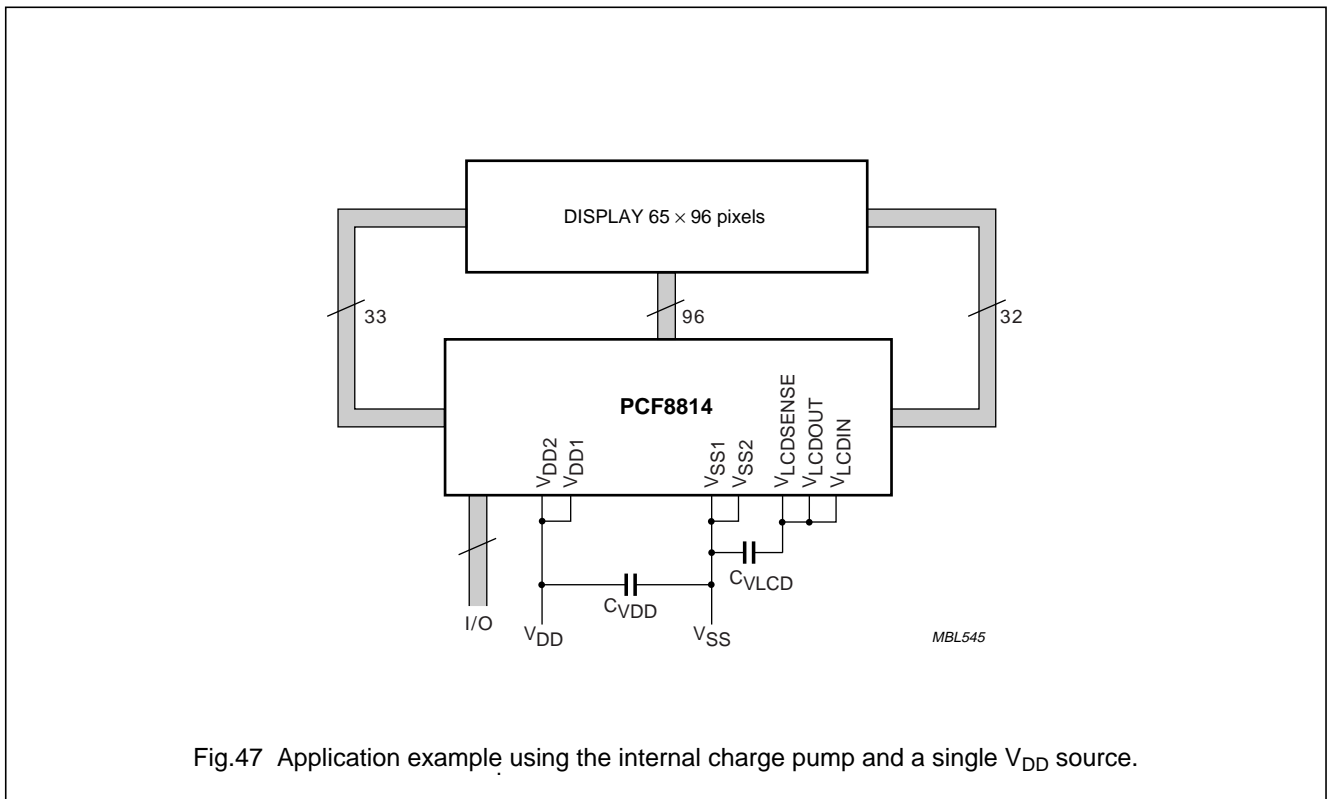 DISPLAY 65 × 96 pixels
33
96
32
PCF8814
VDD2
VDD1
VSS1
VSS2
VLCDSENSE
VLCDOUT
VLCDIN
CVLCD
CVDD
I/O
VDD
VSS
MBL545
Fig.47 Application example using the internal charge pump and a single VDD source.